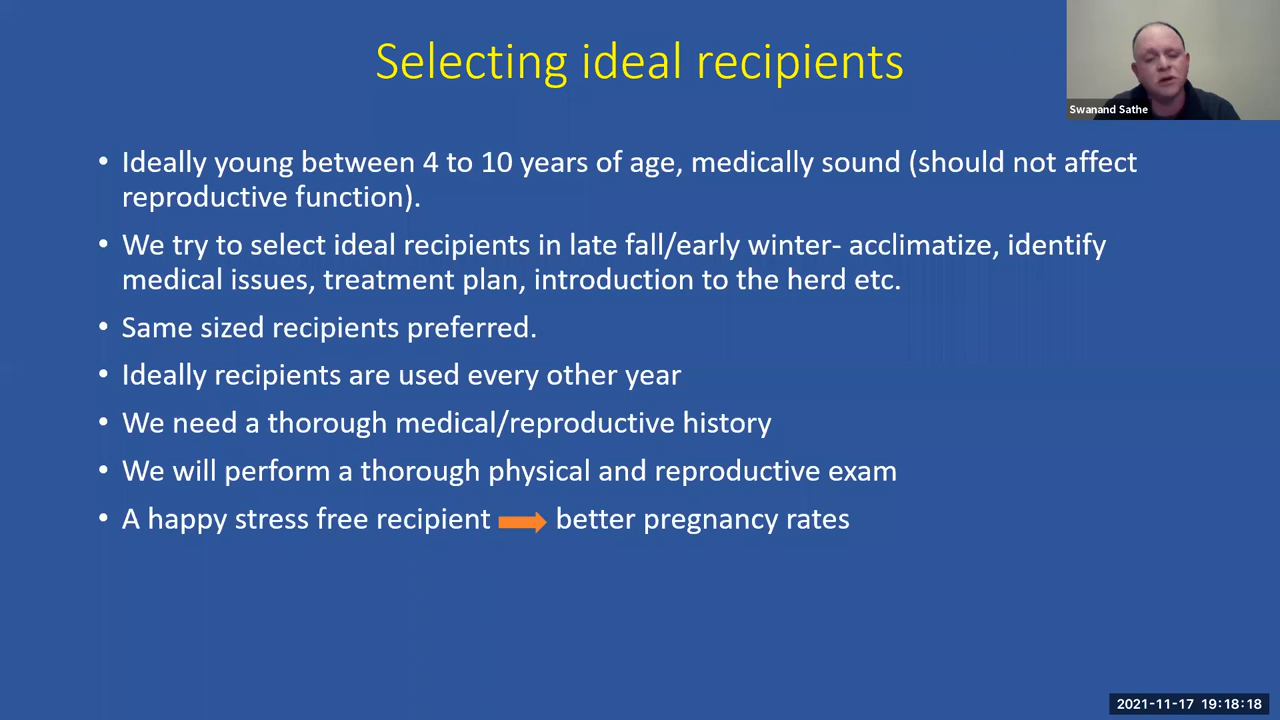 Selecting ideal recipients
Swanand Sathe
• Ideally young between 4 to 10 years of age, medically sound (should not affect
reproductive function).
• We try to select ideal recipients in late fall/early winter- acclimatize, identify
medical issues, treatment plan, introduction to the herd etc.
• Same sized recipients preferred.
• Ideally recipients are used every other year
• We need a thorough medical/reproductive history
• We will perform a thorough physical and reproductive exam
• A happy stress free recipient better pregnancy rates
2021-11-17 19:18:18